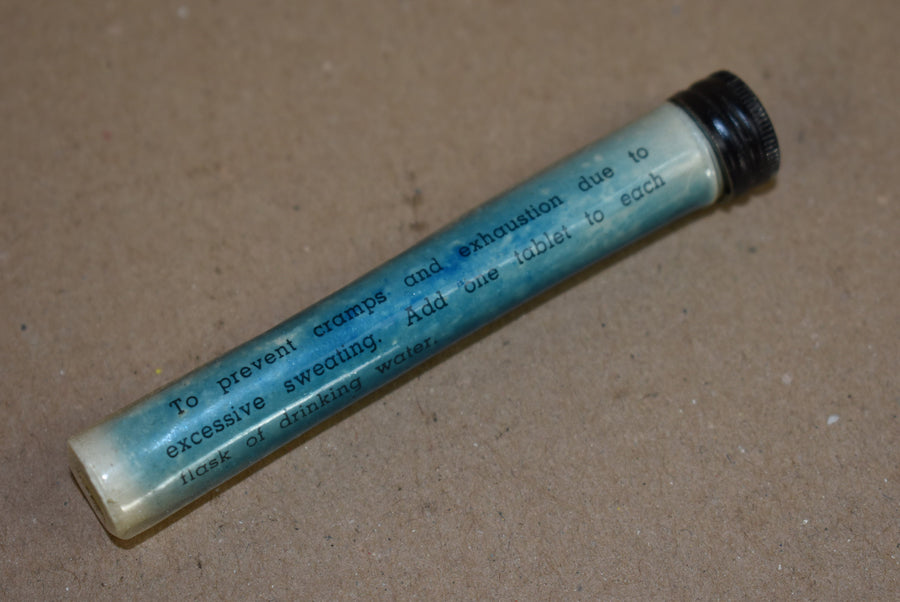 To prevent cramps and exhaustion due to
excessive sweating. Add one tablet to each
flask of drinking water.